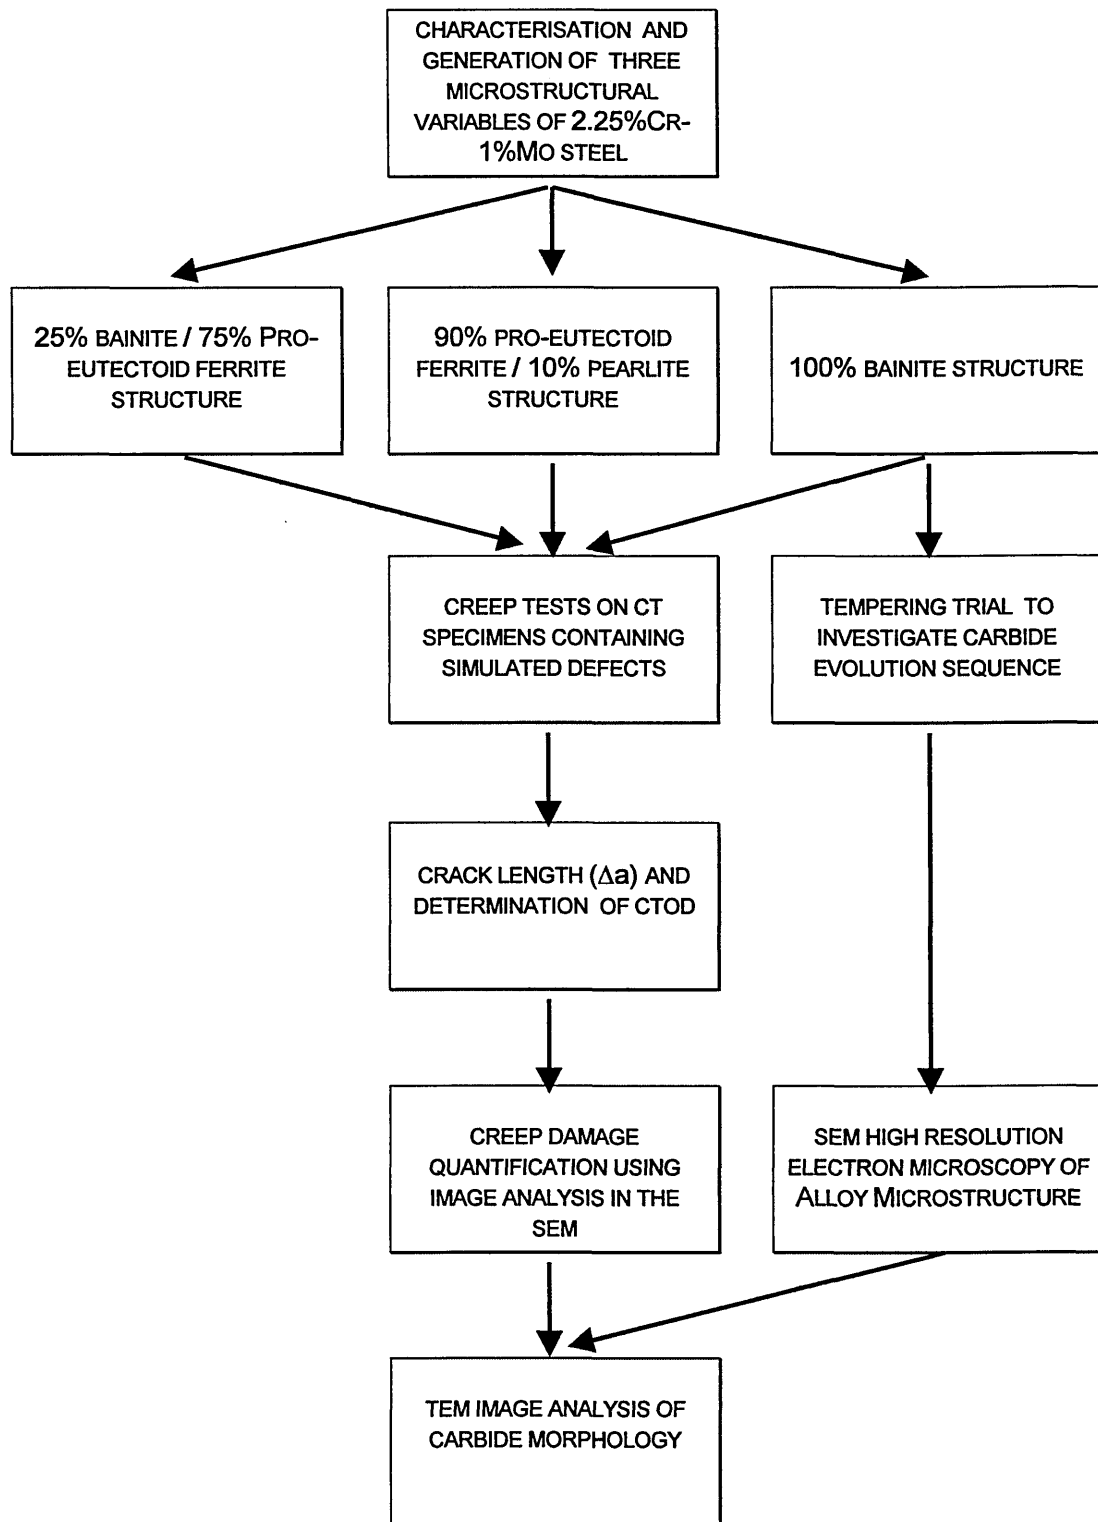 CHARACTERISATION AND
GENERATION OF THREE
MICROSTRUCTURAL
VARIABLES OF 2.25%CR-
1%MO STEEL
25% BAINITE / 75% PRO-
EUTECTOID FERRITE
STRUCTURE
90% PRO-EUTECTOID
FERRITE / 10% PEARLITE
STRUCTURE
100% BAINITE STRUCTURE
CREEP TESTS ON CT
SPECIMENS CONTAINING
SIMULATED DEFECTS
TEMPERING TRIAL TO
INVESTIGATE CARBIDE
EVOLUTION SEQUENCE
CRACK LENGTH (Δa) AND
DETERMINATION OF CTOD
CREEP DAMAGE
QUANTIFICATION USING
IMAGE ANALYSIS IN THE
SEM
SEM HIGH RESOLUTION
ELECTRON MICROSCOPY OF
ALLOY MICROSTRUCTURE
TEM IMAGE ANALYSIS OF
CARBIDE MORPHOLOGY